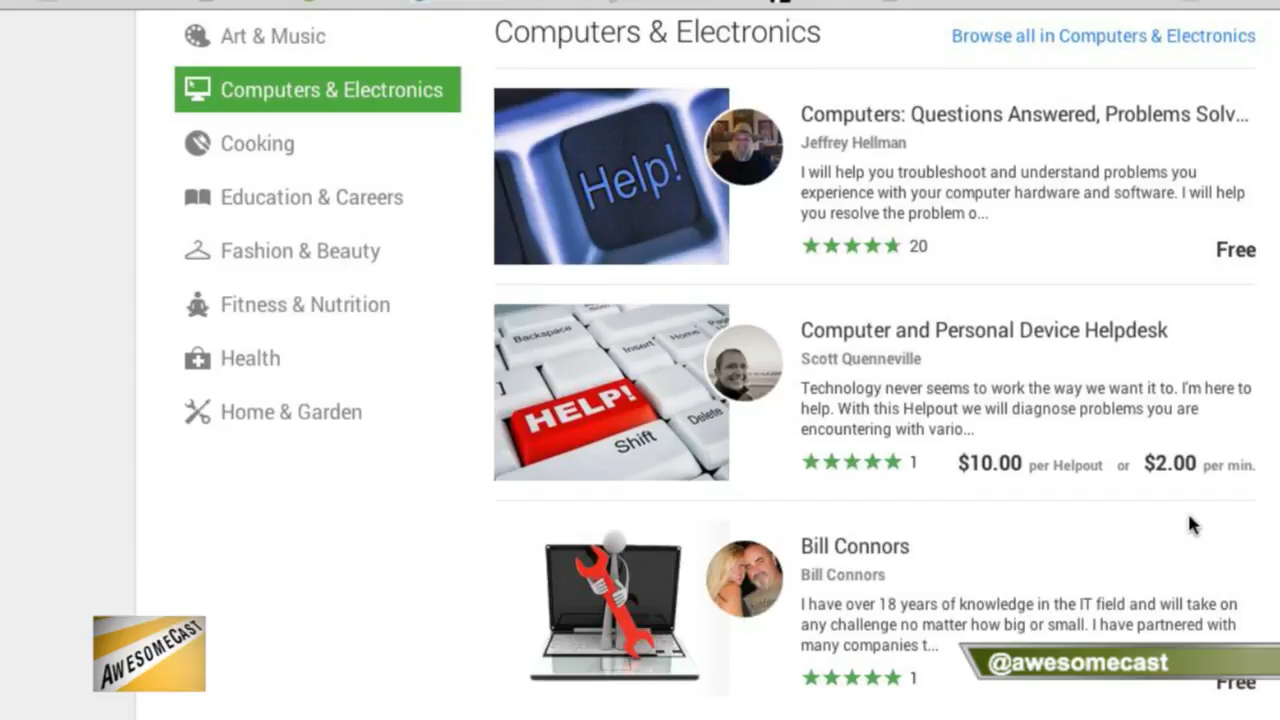 Art & Music
Computers & Electronics
Cooking
Education & Careers
Fashion & Beauty
Fitness & Nutrition
Health
Home & Garden
Computers & Electronics
Browse all in Computers & Electronics
Help!
Computers: Questions Answered, Problems Solv...
Jeffrey Hellman
I will help you troubleshoot and understand problems you
experience with your computer hardware and software. I will help
you resolve the problem o...
20
Free
Backspace
Insert
Home
HELP!
Shift
Delete
Computer and Personal Device Helpdesk
Scott Quenneville
Technology never seems to work the way we want it to. I'm here to
help. With this Helpout we will diagnose problems you are
encountering with vario...
1 $10.00 per Helpout or $2.00 per min.
Bill Connors
Bill Connors
I have over 18 years of knowledge in the IT field and will take on
any challenge no matter how big or small. I have partnered with
many companies t...
1
Free
AWESOMECAST
@awesomecast